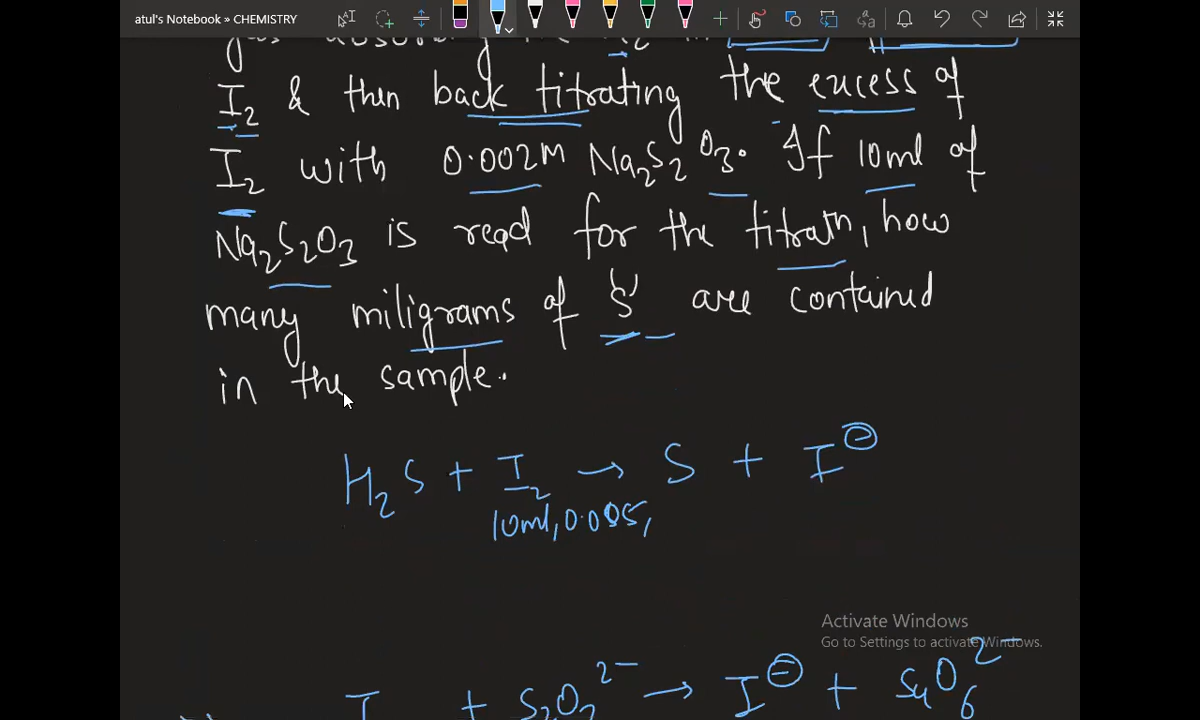 atul's Notebook » CHEMISTRY
I2 & then back titrating the excess of
I2 with 0.002M Na2S2O3. If 10ml of
Na2S2O3 is reqd for the titratn, how
many miligrams of 'S' are contained
in the sample.
H2S + I2 → S + I⊖
10ml, 0.005,
Activate Windows
Go to Settings to activate Windows.
I + S2O3 2- → I⊖ + S4O6 2-